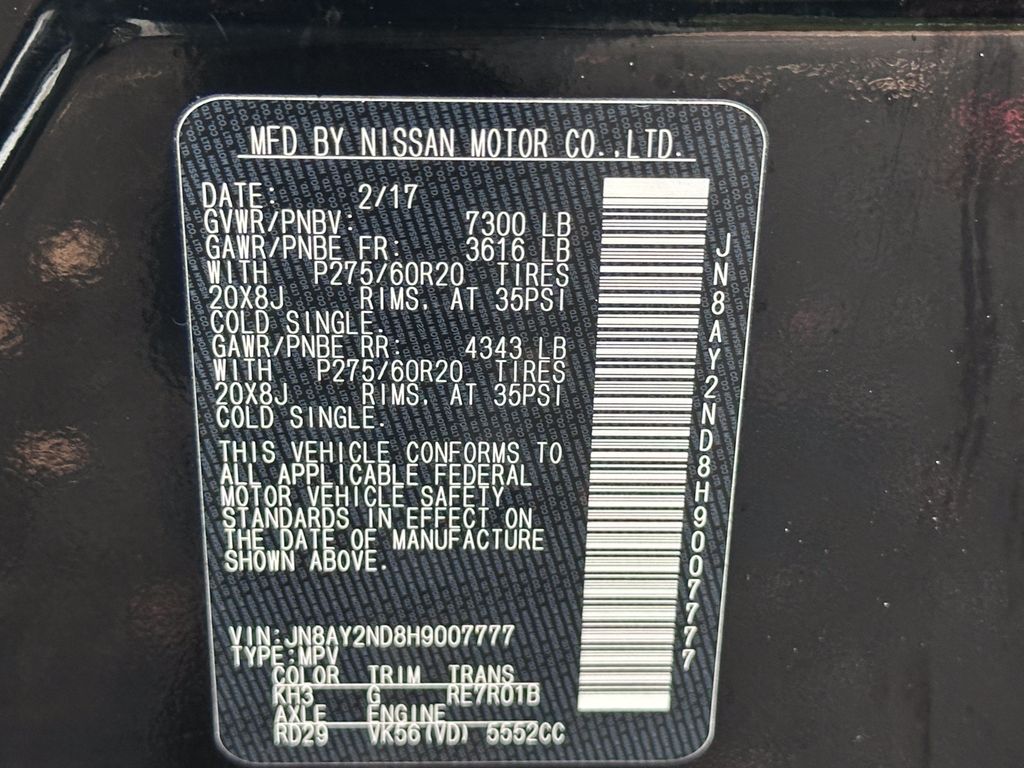 MFD BY NISSAN MOTOR CO.,LTD.
DATE: 2/17
GVWR/PNBV: 7300 LB
GAWR/PNBE FR: 3616 LB
WITH P275/60R20 TIRES
20X8J RIMS, AT 35PSI
COLD SINGLE.
GAWR/PNBE RR: 4343 LB
WITH P275/60R20 TIRES
20X8J RIMS, AT 35PSI
COLD SINGLE.
THIS VEHICLE CONFORMS TO
ALL APPLICABLE FEDERAL
MOTOR VEHICLE SAFETY
STANDARDS IN EFFECT ON
THE DATE OF MANUFACTURE
SHOWN ABOVE.
VIN:JN8AY2ND8H9007777
TYPE:MPV
COLOR TRIM TRANS
KH3 G RE7R01B
AXLE ENGINE
RD29 VK56(VD) 5552CC
JN8AY2ND8H9007777